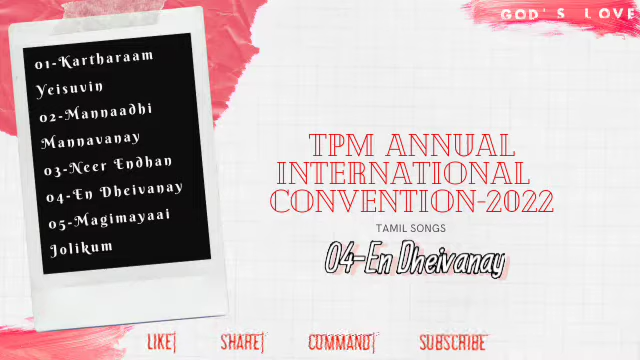 GOD'S LOVE
01-Kartharaam
Yeisuvin
02-Mannaadhi
Mannavanay
03-Neer Endhan
04-En Dheivanay
05-Magimayaai
Jolikum
TPM ANNUAL
INTERNATIONAL
CONVENTION-2022
TAMIL SONGS
04-En Dheivanay
LIKE| SHARE| COMMAND| SUBSCRIBE